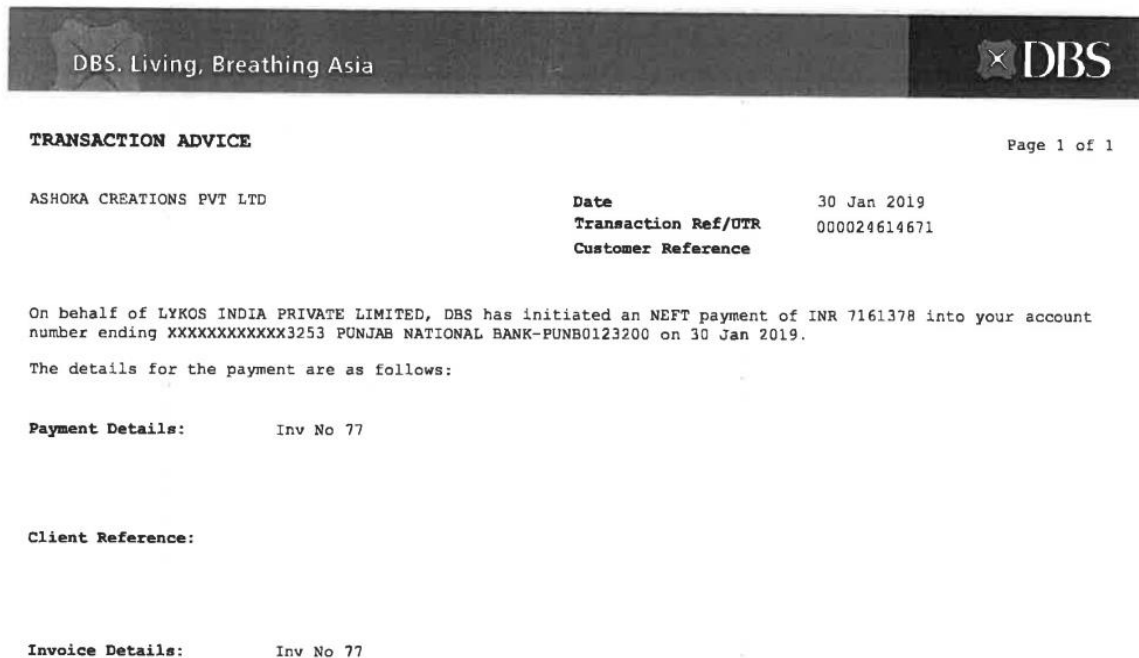 DBS. Living, Breathing Asia
DBS
TRANSACTION ADVICE
Page 1 of 1
ASHOKA CREATIONS PVT LTD
Date 30 Jan 2019
Transaction Ref/UTR 000024614671
Customer Reference
On behalf of LYKOS INDIA PRIVATE LIMITED, DBS has initiated an NEFT payment of INR 7161378 into your account
number ending XXXXXXXXXXXX3253 PUNJAB NATIONAL BANK-PUNB0123200 on 30 Jan 2019.
The details for the payment are as follows:
Payment Details: Inv No 77
Client Reference:
Invoice Details: Inv No 77